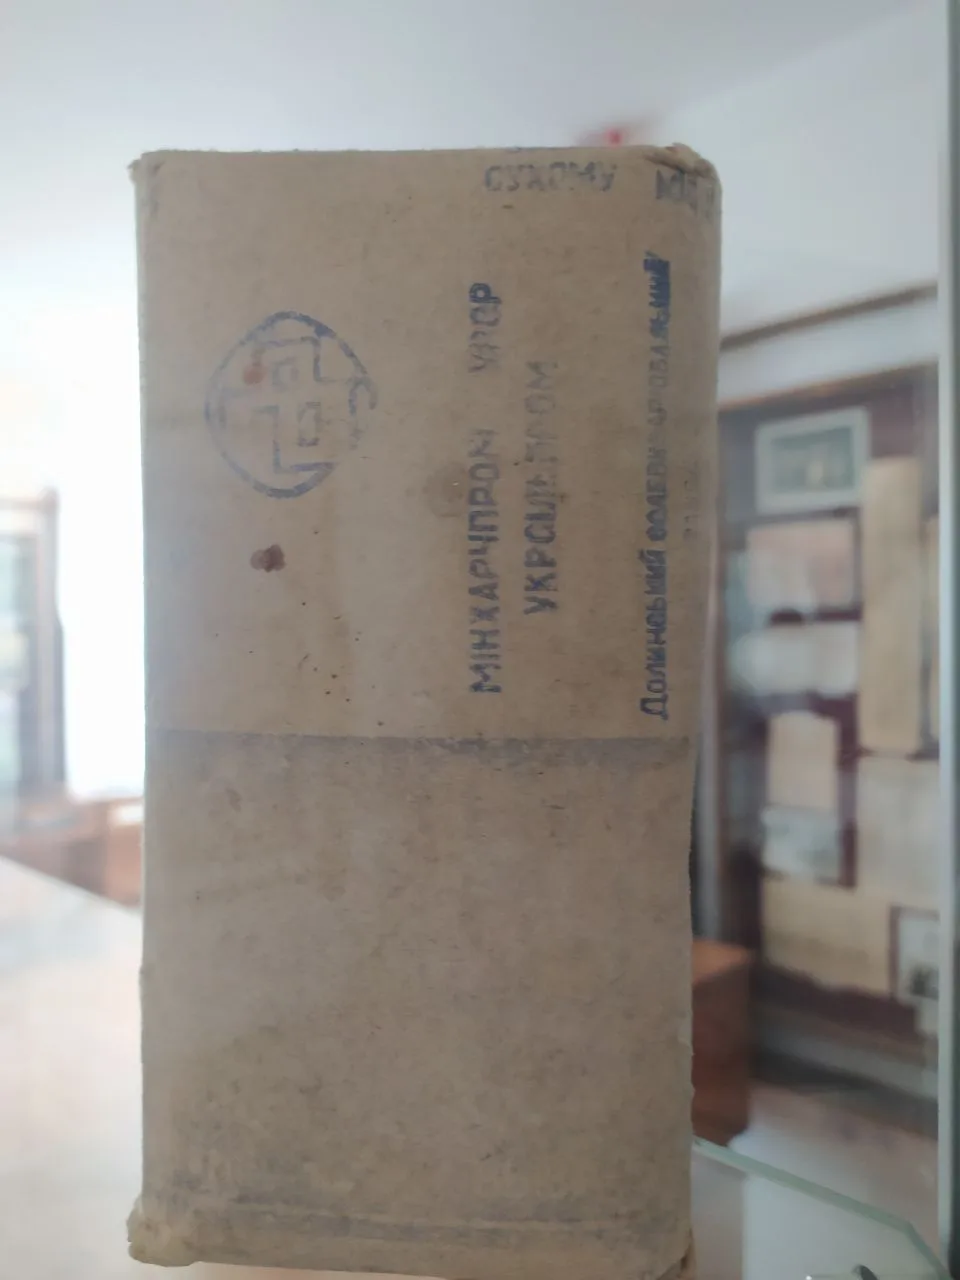 СУХОМУ
МІНХАРЧПРОМ УРСР
УКРСІЛЬПРОМ
Долинський солевиварювальний